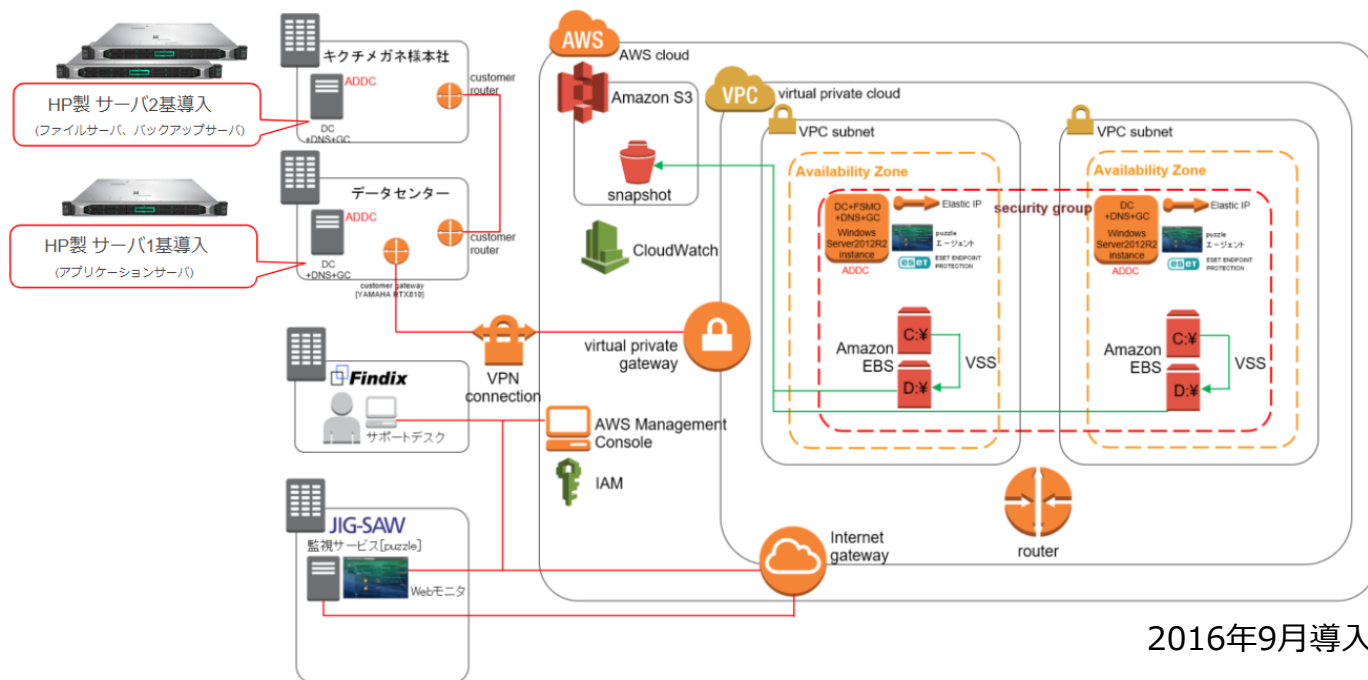 HP製 サーバ2基導入
(ファイルサーバ、バックアップサーバ)
HP製 サーバ1基導入
(アプリケーションサーバ)
キクチメガネ様本社
ADDC
DC
+DNS+GC
customer
router
データセンター
ADDC
DC
+DNS+GC
customer
router
customer gateway
[YAMAHA RTX810]
Findix
サポートデスク
JIG-SAW
監視サービス[puzzle]
Webモニタ
VPN
connection
AWS
AWS cloud
Amazon S3
snapshot
CloudWatch
virtual private
gateway
AWS Management
Console
IAM
VPC
virtual private cloud
VPC subnet
Availability Zone
DC+FSMO
+DNS+GC
Windows
Server2012R2
instance
ADDC
Elastic IP
puzzle
エージェント
eset
ESET ENDPOINT
PROTECTION
Amazon
EBS
C:¥
D:¥
VSS
security group
VPC subnet
Availability Zone
DC
+DNS+GC
Windows
Server2012R2
instance
ADDC
Elastic IP
puzzle
エージェント
eset
ESET ENDPOINT
PROTECTION
Amazon
EBS
C:¥
D:¥
VSS
Internet
gateway
router
2016年9月導入